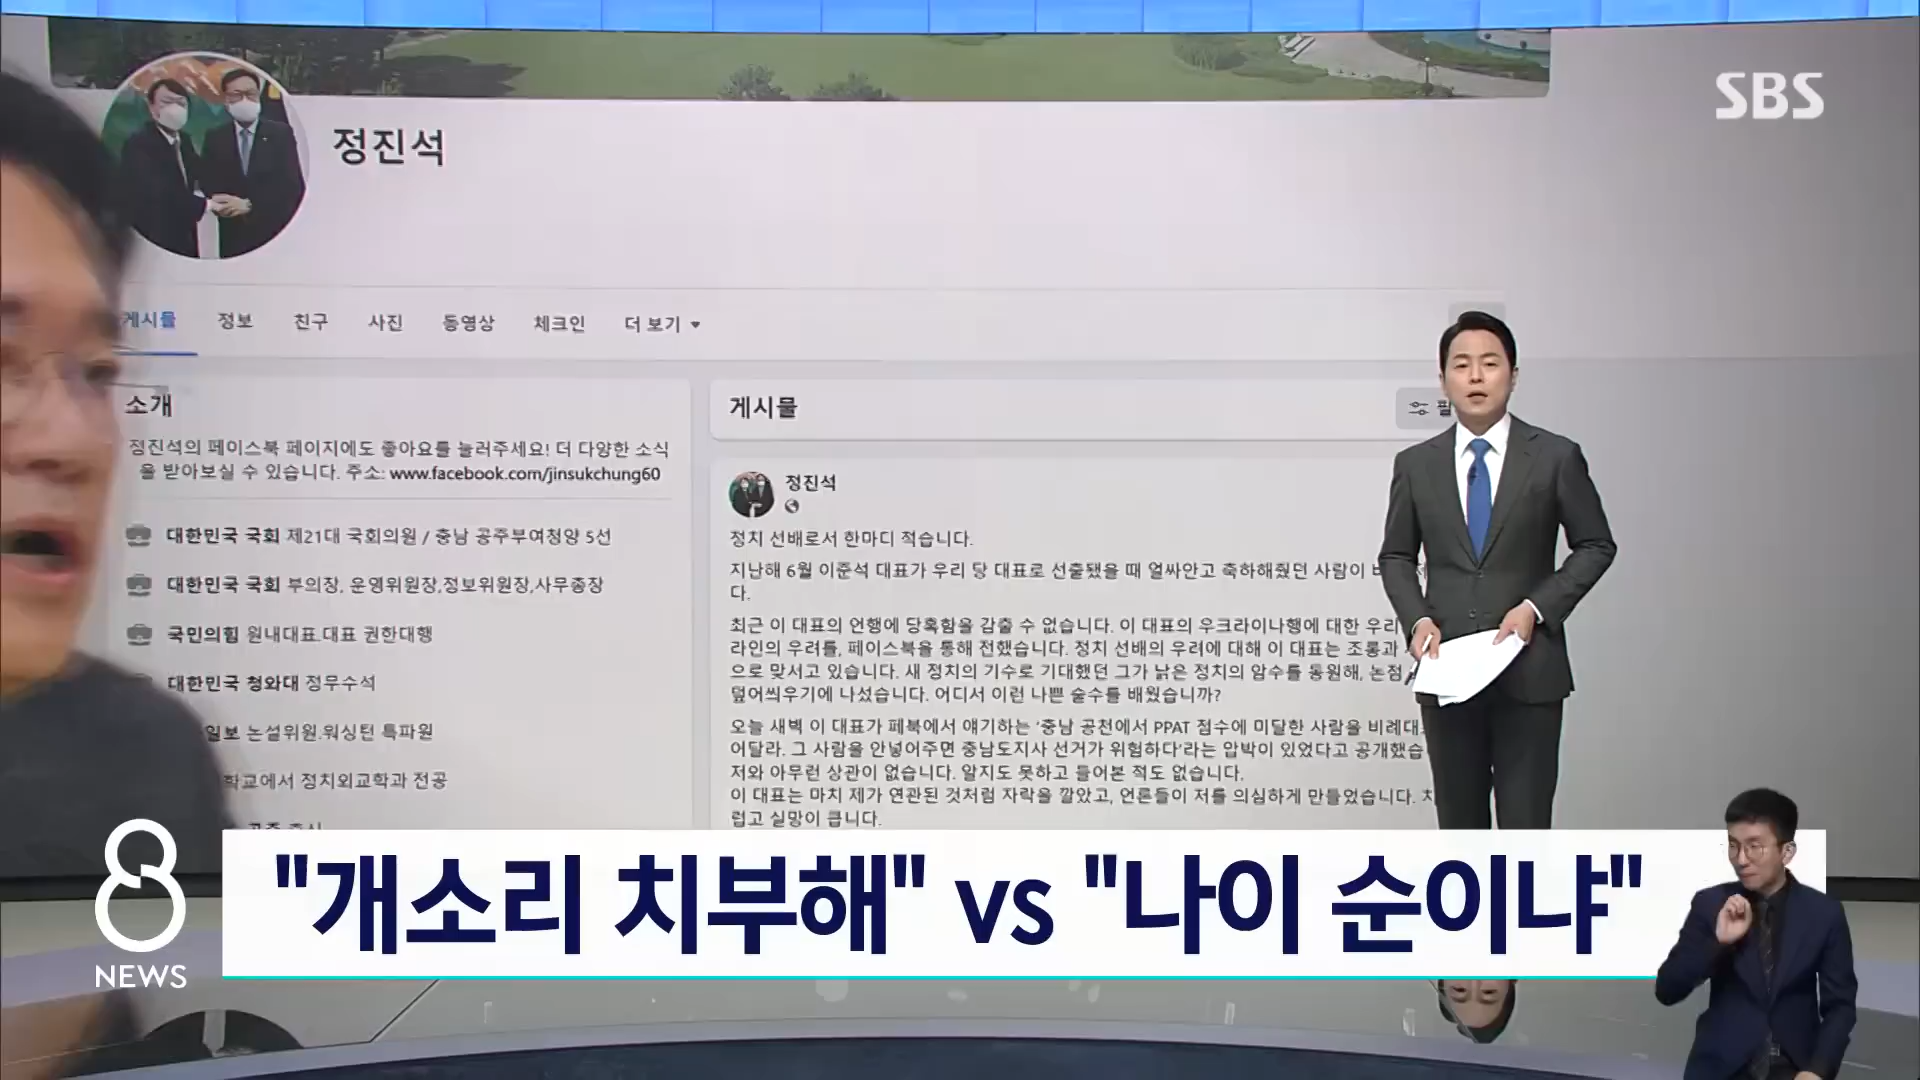 SBS
정진석
게시물 정보 친구 사진 동영상 체크인 더 보기
소개
정진석의 페이스북 페이지에도 좋아요를 눌러주세요! 더 다양한 소식
을 받아보실 수 있습니다. 주소: www.facebook.com/jinsukchung60
대한민국 국회 제21대 국회의원 / 충남 공주부여청양 5선
대한민국 국회 부의장, 운영위원장,정보위원장,사무총장
국민의힘 원내대표.대표 권한대행
대한민국 청와대 정무수석
일보 논설위원.워싱턴 특파원
학교에서 정치외교학과 전공
게시물
정진석
정치 선배로서 한마디 적습니다.
지난해 6월 이준석 대표가 우리 당 대표로 선출됐을 때 얼싸안고 축하해줬던 사람이
다.
최근 이 대표의 언행에 당혹함을 감출 수 없습니다. 이 대표의 우크라이나행에 대한 우리
라인의 우려를, 페이스북을 통해 전했습니다. 정치 선배의 우려에 대해 이 대표는 조롱과
으로 맞서고 있습니다. 새 정치의 기수로 기대했던 그가 낡은 정치의 암수를 동원해, 논점
덮어씌우기에 나섰습니다. 어디서 이런 나쁜 술수를 배웠습니까?
오늘 새벽 이 대표가 페북에서 얘기하는 '충남 공천에서 PPAT 점수에 미달한 사람을 비례대
어달라. 그 사람을 안넣어주면 충남도지사 선거가 위험하다'라는 압박이 있었다고 공개했습
저와 아무런 상관이 없습니다. 알지도 못하고 들어본 적도 없습니다.
이 대표는 마치 제가 연관된 것처럼 자락을 깔았고, 언론들이 저를 의심하게 만들었습니다.
럽고 실망이 큽니다.
8
NEWS
"개소리 치부해" vs "나이 순이냐"